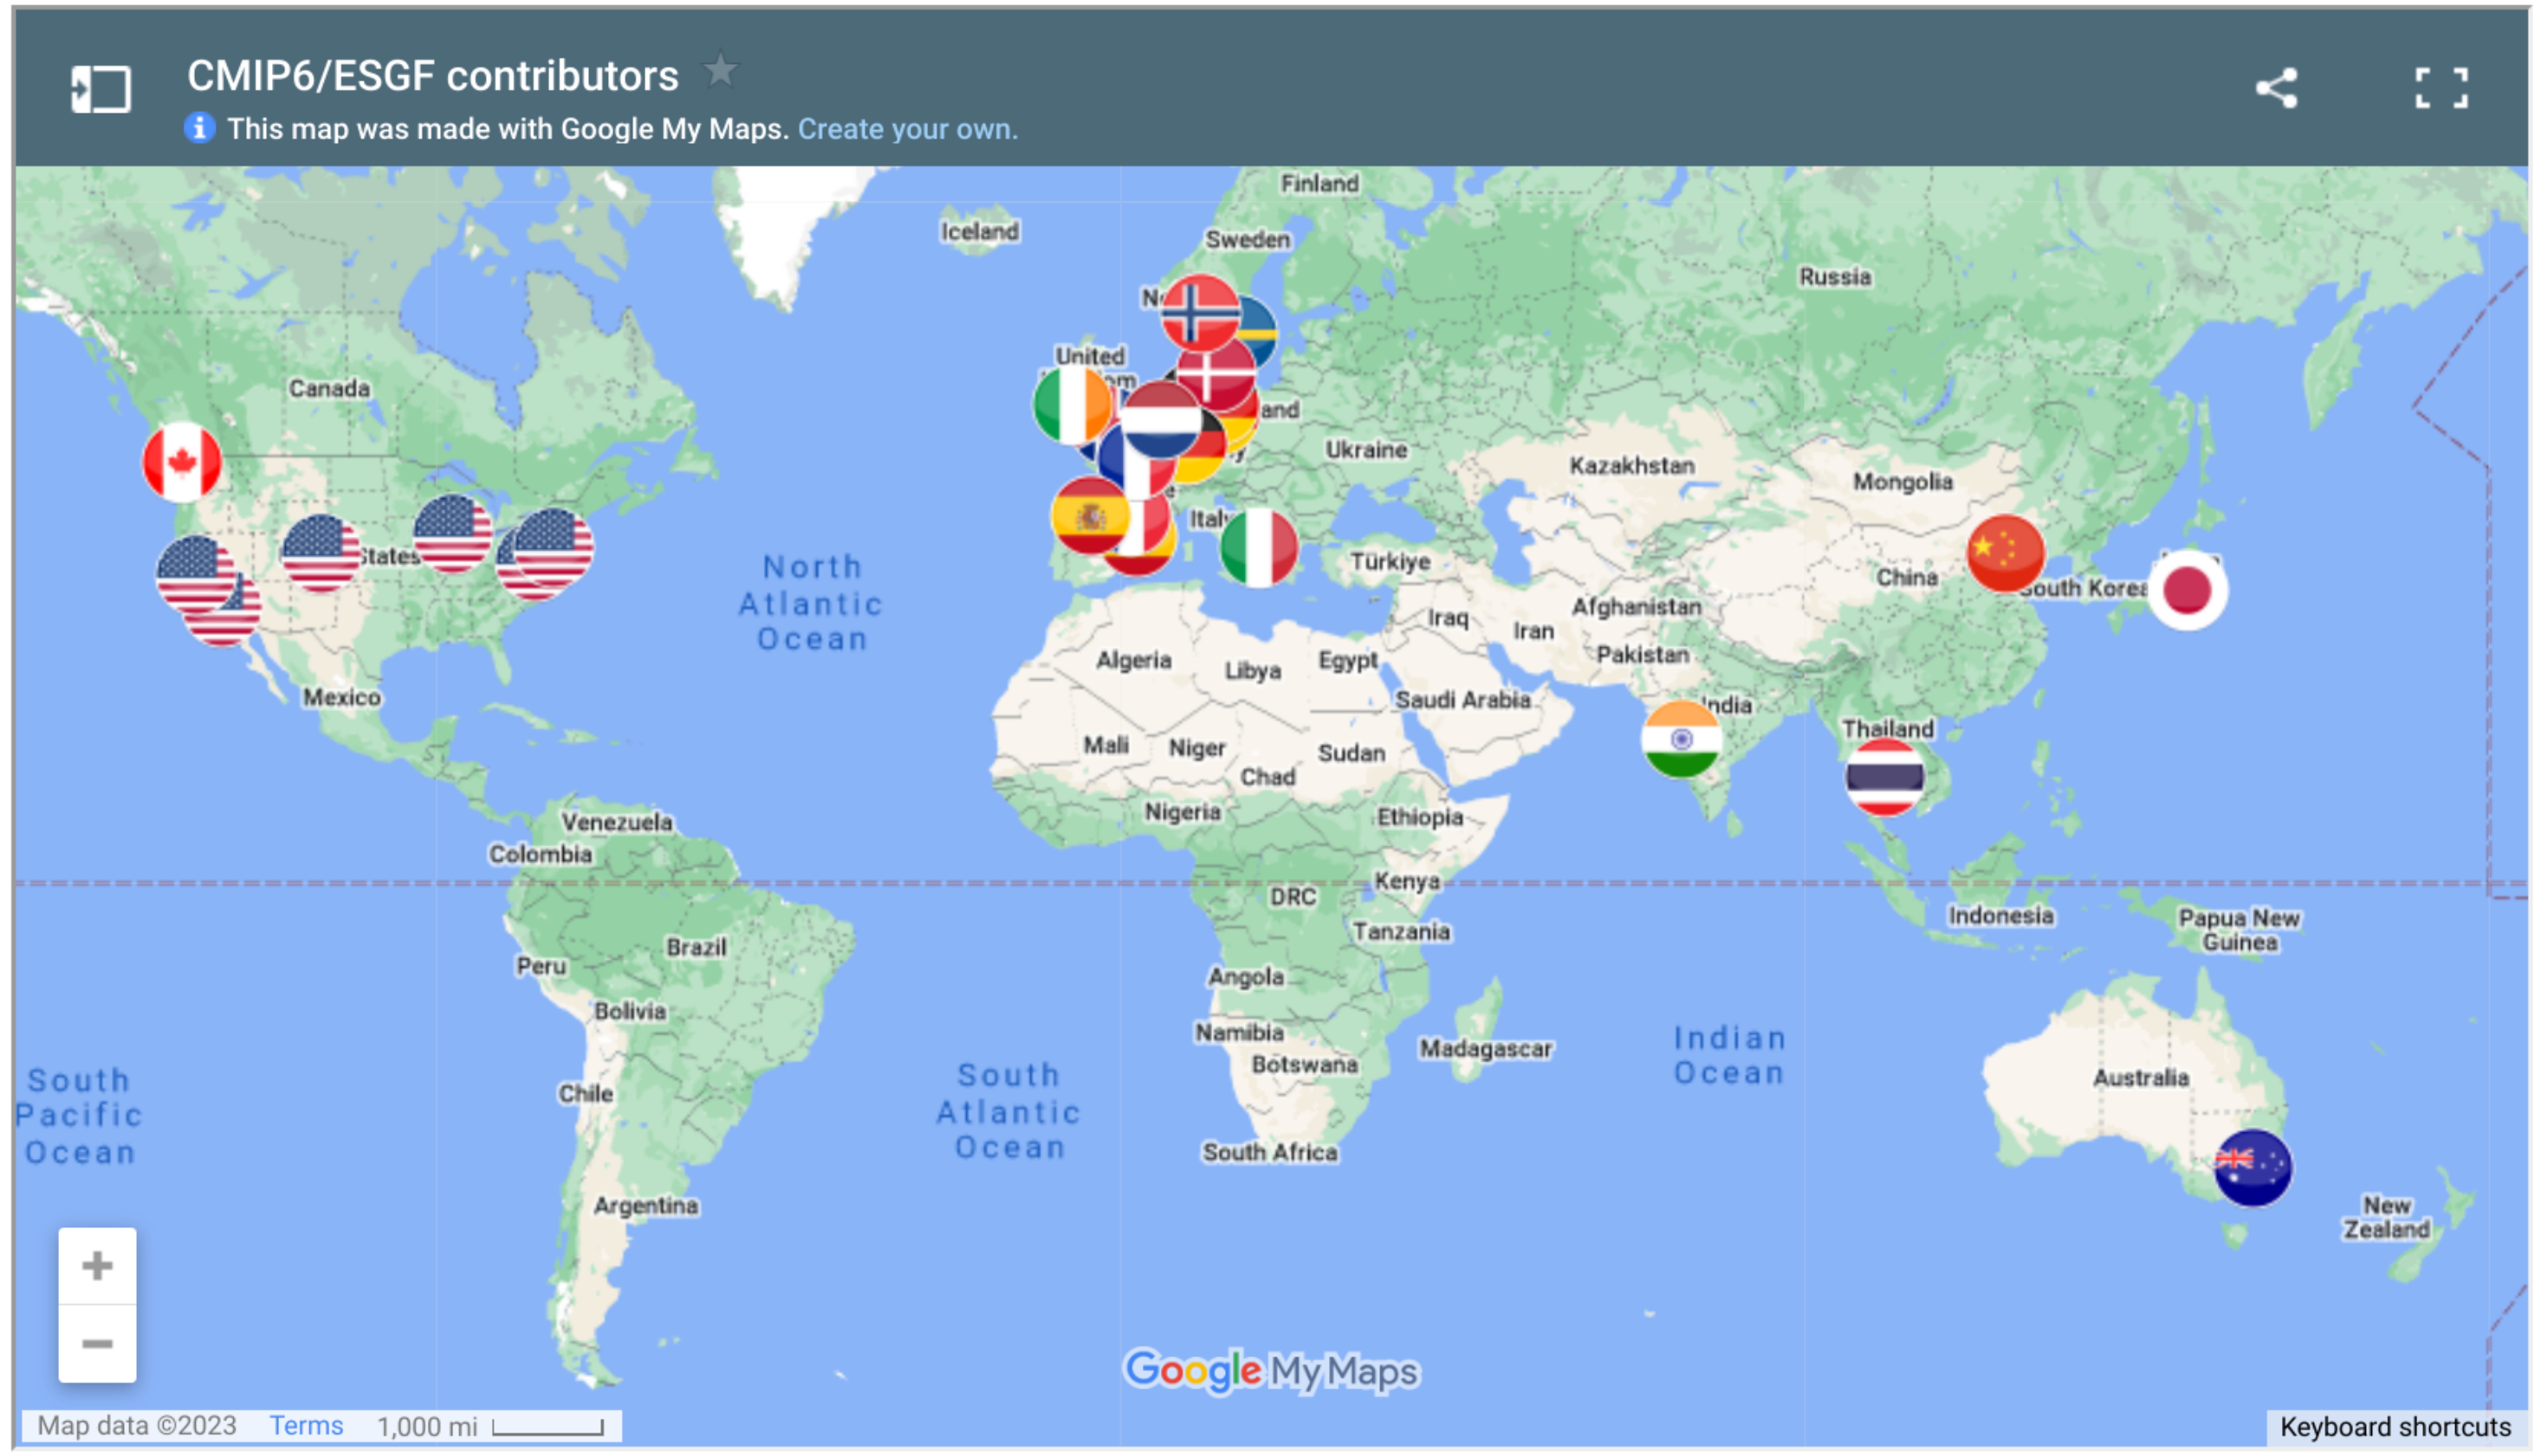 CMIP6/ESGF contributors
This map was made with Google My Maps. Create your own.
Finland
Iceland
Sweden
Russia
United
Canada
Ukraine
Kazakhstan
Mongolia
States
Türkiye
China
South Korea
North
Atlantic
Ocean
Afghanistan
Iraq
Iran
Pakistan
Algeria
Libya
Egypt
Saudi Arabia
Mexico
India
Thailand
Mali
Niger
Sudan
Chad
Nigeria
Ethiopia
Venezuela
Colombia
Kenya
DRC
Indonesia
Papua New
Guinea
Tanzania
Brazil
Peru
Angola
Bolivia
Namibia
Botswana
Madagascar
Indian
Ocean
Australia
South
Pacific
Ocean
South
Atlantic
Ocean
Chile
South Africa
Argentina
New
Zealand
Google My Maps
Map data ©2023 Terms 1,000 mi
Keyboard shortcuts